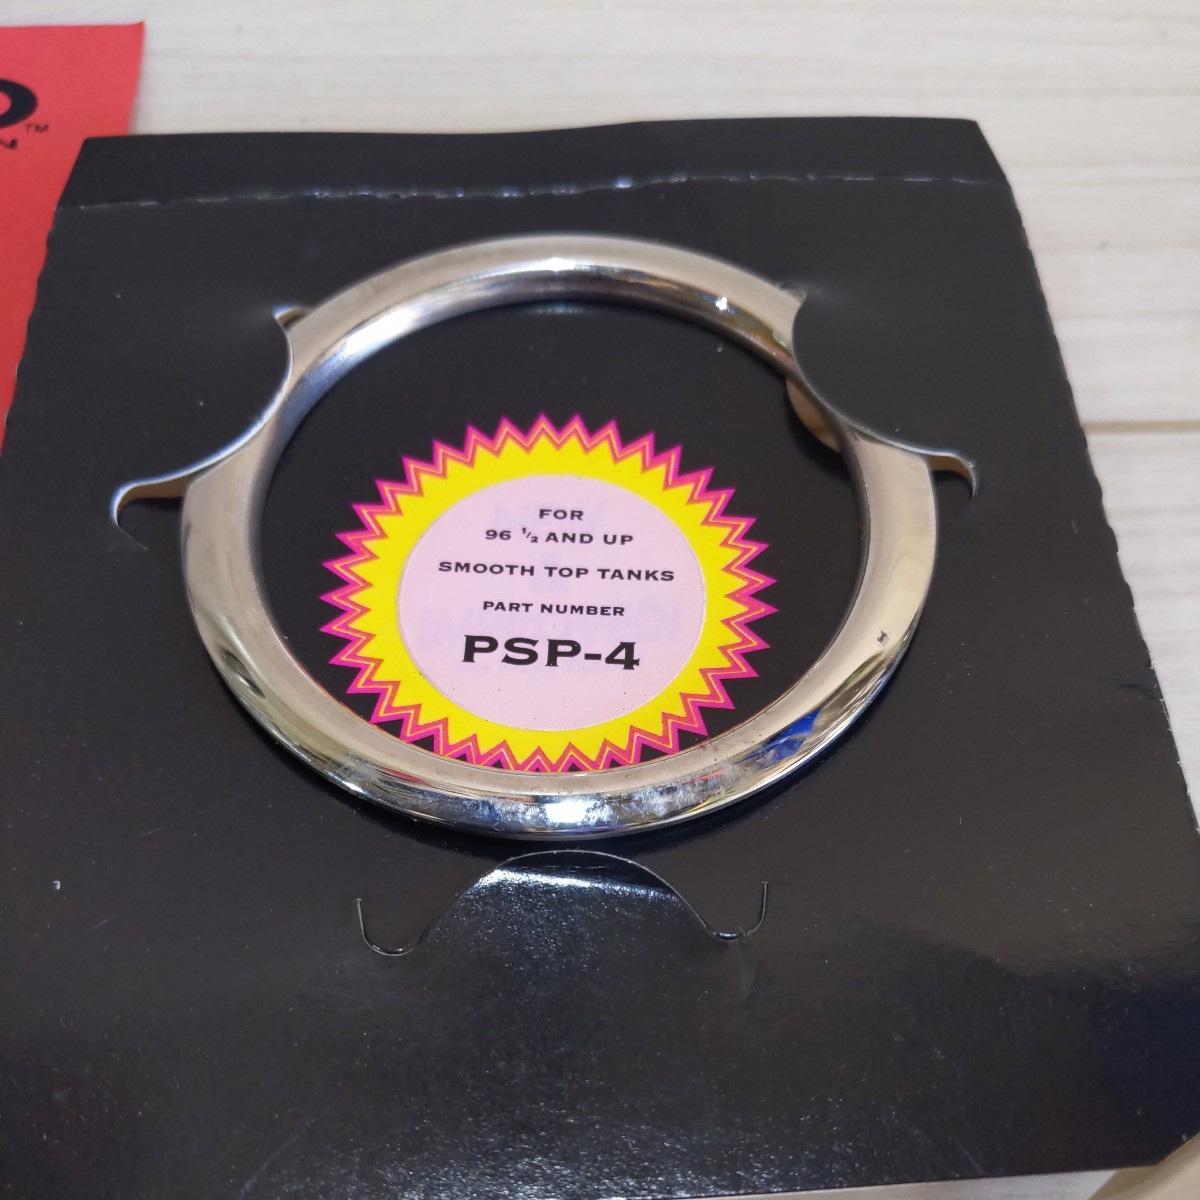 FOR
96 ½ AND UP
SMOOTH TOP TANKS
PART NUMBER
PSP-4